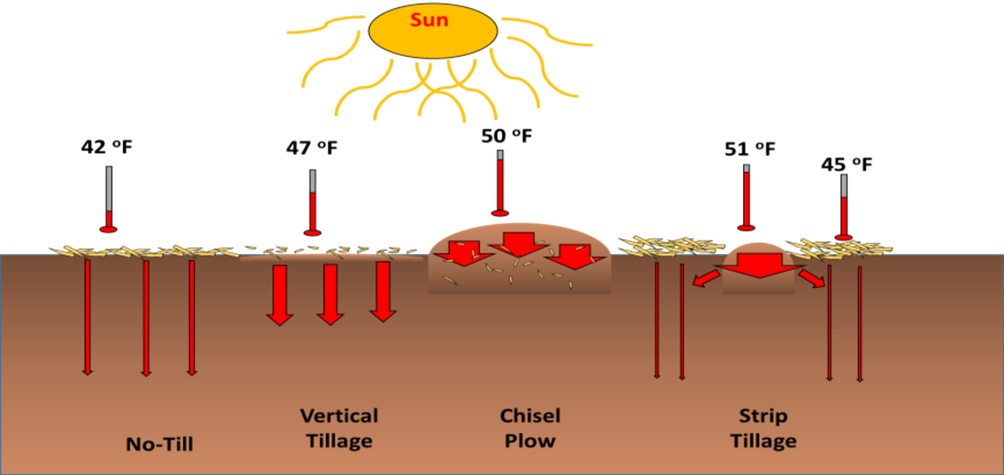 Sun
42 °F
47 °F
50 °F
51 °F
45 °F
No-Till
Vertical
Tillage
Chisel
Plow
Strip
Tillage